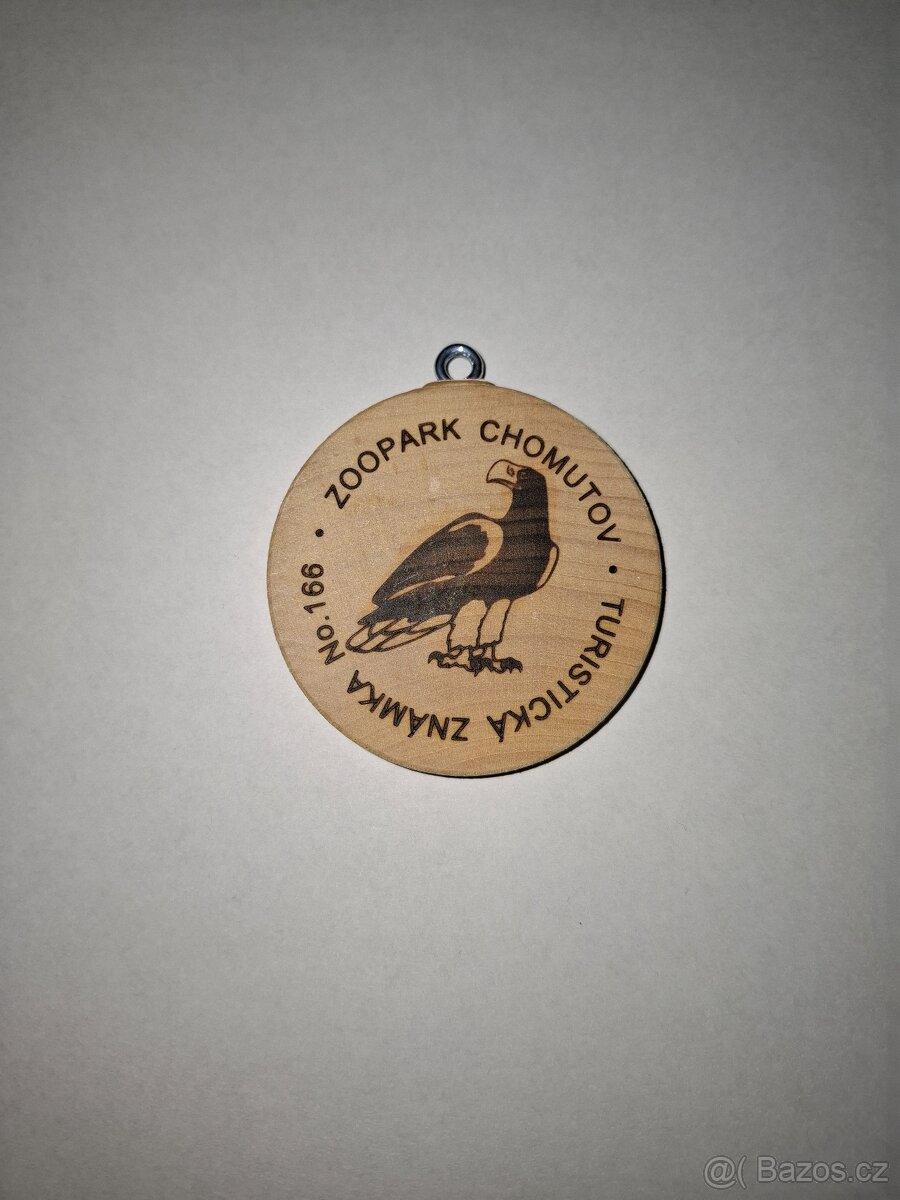 ZOOPARK CHOMUTOV • TURISTICKÁ ZNÁMKA No.166 •
@( Bazos.cz